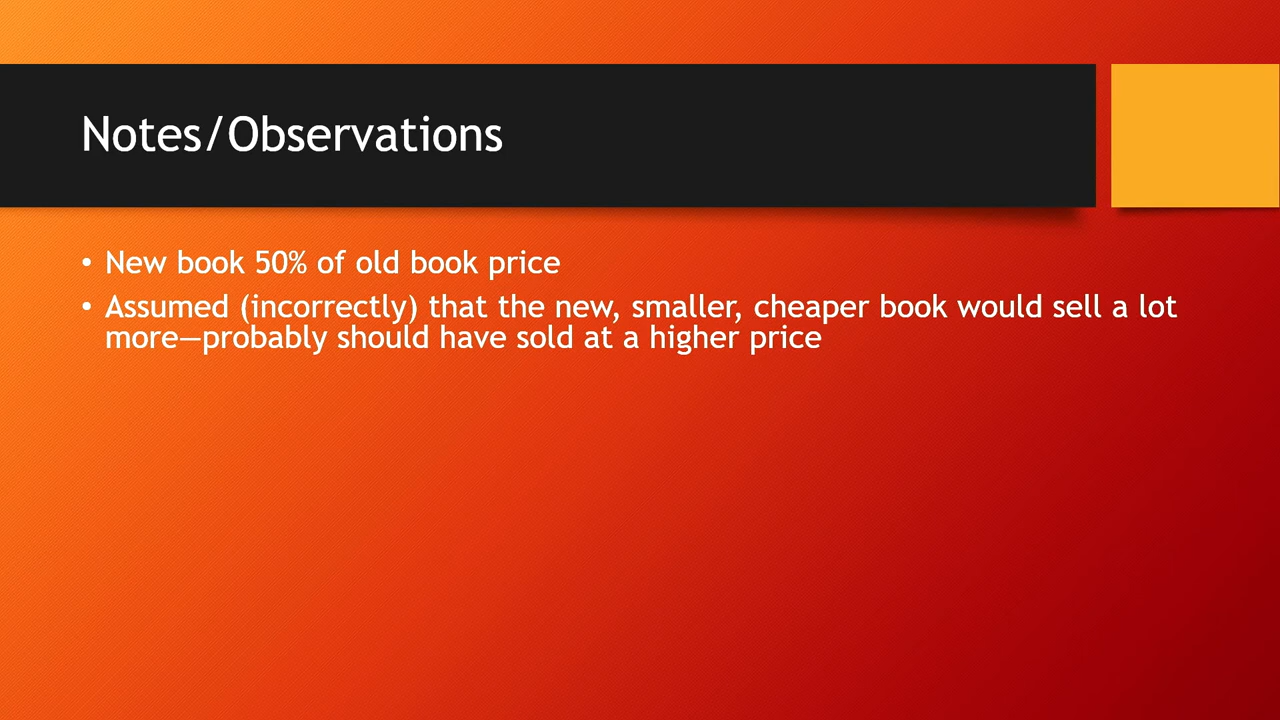 Notes/Observations
• New book 50% of old book price
• Assumed (incorrectly) that the new, smaller, cheaper book would sell a lot
more—probably should have sold at a higher price